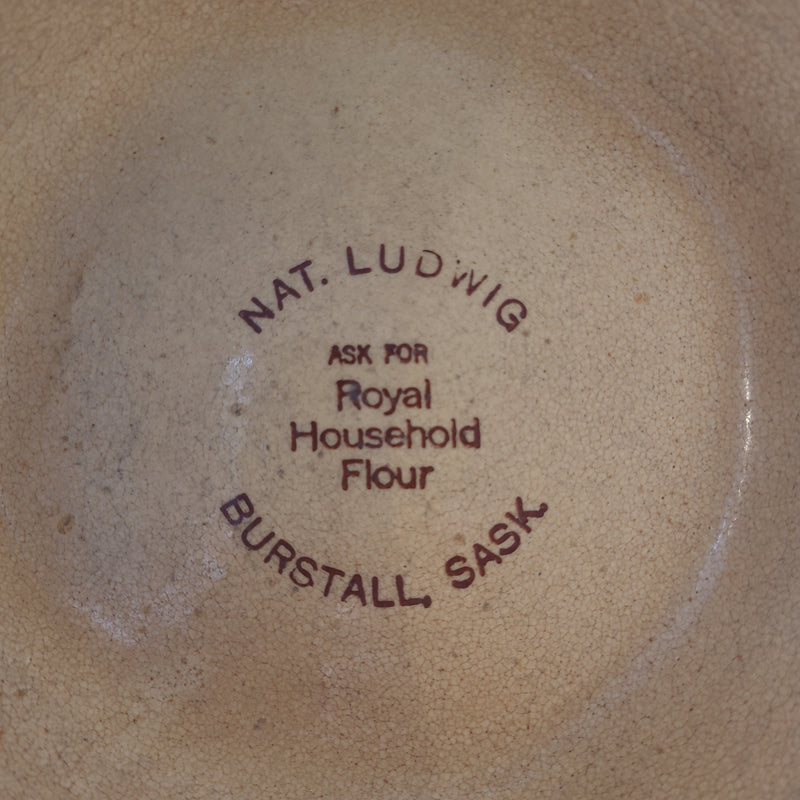 NAT. LUDWIG
ASK FOR
Royal
Household
Flour
BURSTALL, SASK.